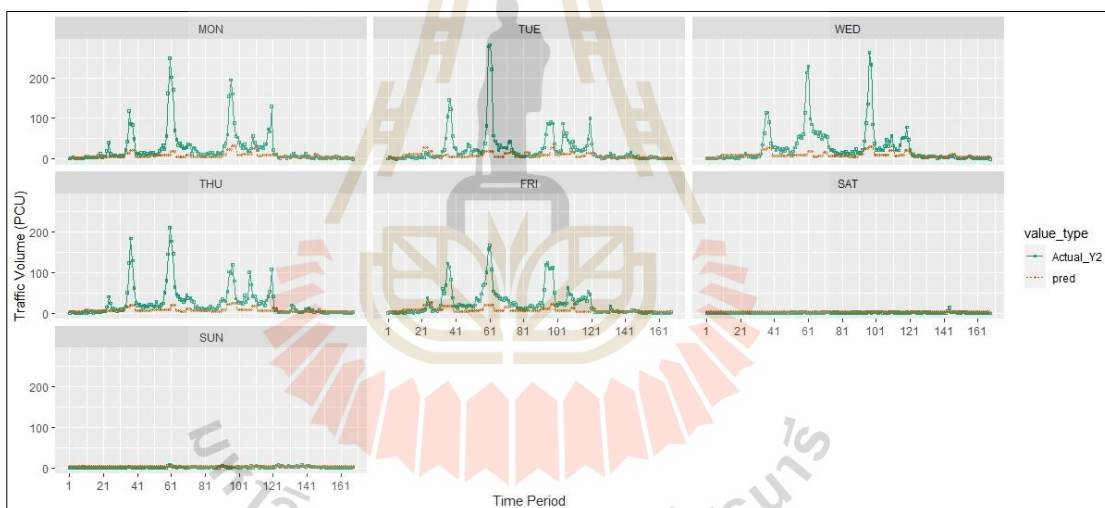 MON TUE WED
200
100
0
THU FRI SAT
200
100
0
1 21 41 61 81 101 121 141 161 1 21 41 61 81 101 121 141 161
SUN
200
100
0
1 21 41 61 81 101 121 141 161
Traffic Volume (PCU)
Time Period
value_type
Actual_Y2
pred